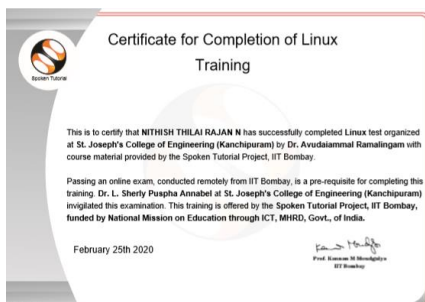 Certificate for Completion of Linux
Training
Spoken Tutorial
This is to certify that NITHISH THILAI RAJAN N has successfully completed Linux test organized
at St. Joseph's College of Engineering (Kanchipuram) by Dr. Avudaiammal Ramalingam with
course material provided by the Spoken Tutorial Project, IIT Bombay.
Passing an online exam, conducted remotely from IIT Bombay, is a pre-requisite for completing this
training. Dr. L. Sherly Puspha Annabel at St. Joseph's College of Engineering (Kanchipuram)
invigilated this examination. This training is offered by the Spoken Tutorial Project, IIT Bombay,
funded by National Mission on Education through ICT, MHRD, Govt., of India.
February 25th 2020
Prof. Kannan M Moudgalya
IIT Bombay